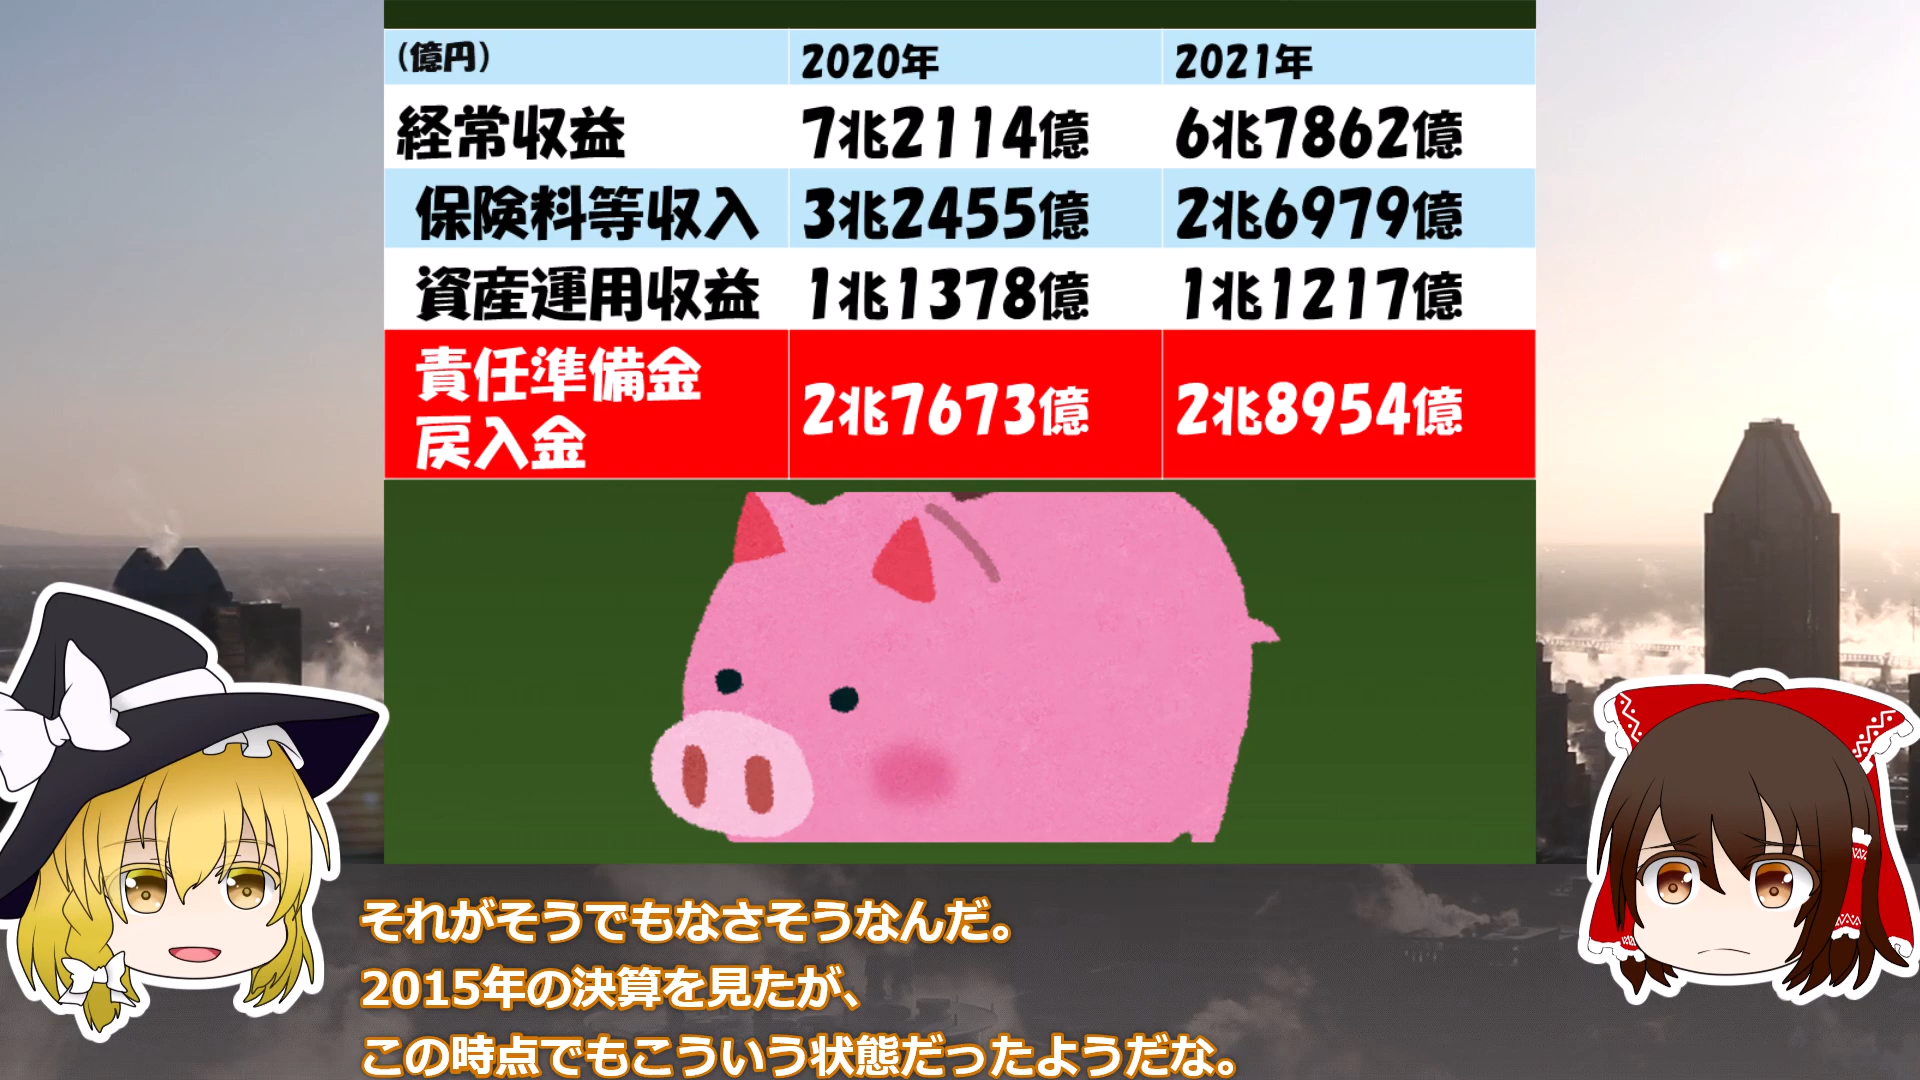 (億円) 2020年 2021年
経常収益 7兆2114億 6兆7862億
保険料等収入 3兆2455億 2兆6979億
資産運用収益 1兆1378億 1兆1217億
責任準備金
戻入金 2兆7673億 2兆8954億
それがそうでもなさそうなんだ。
2015年の決算を見たが、
この時点でもこういう状態だったようだな。